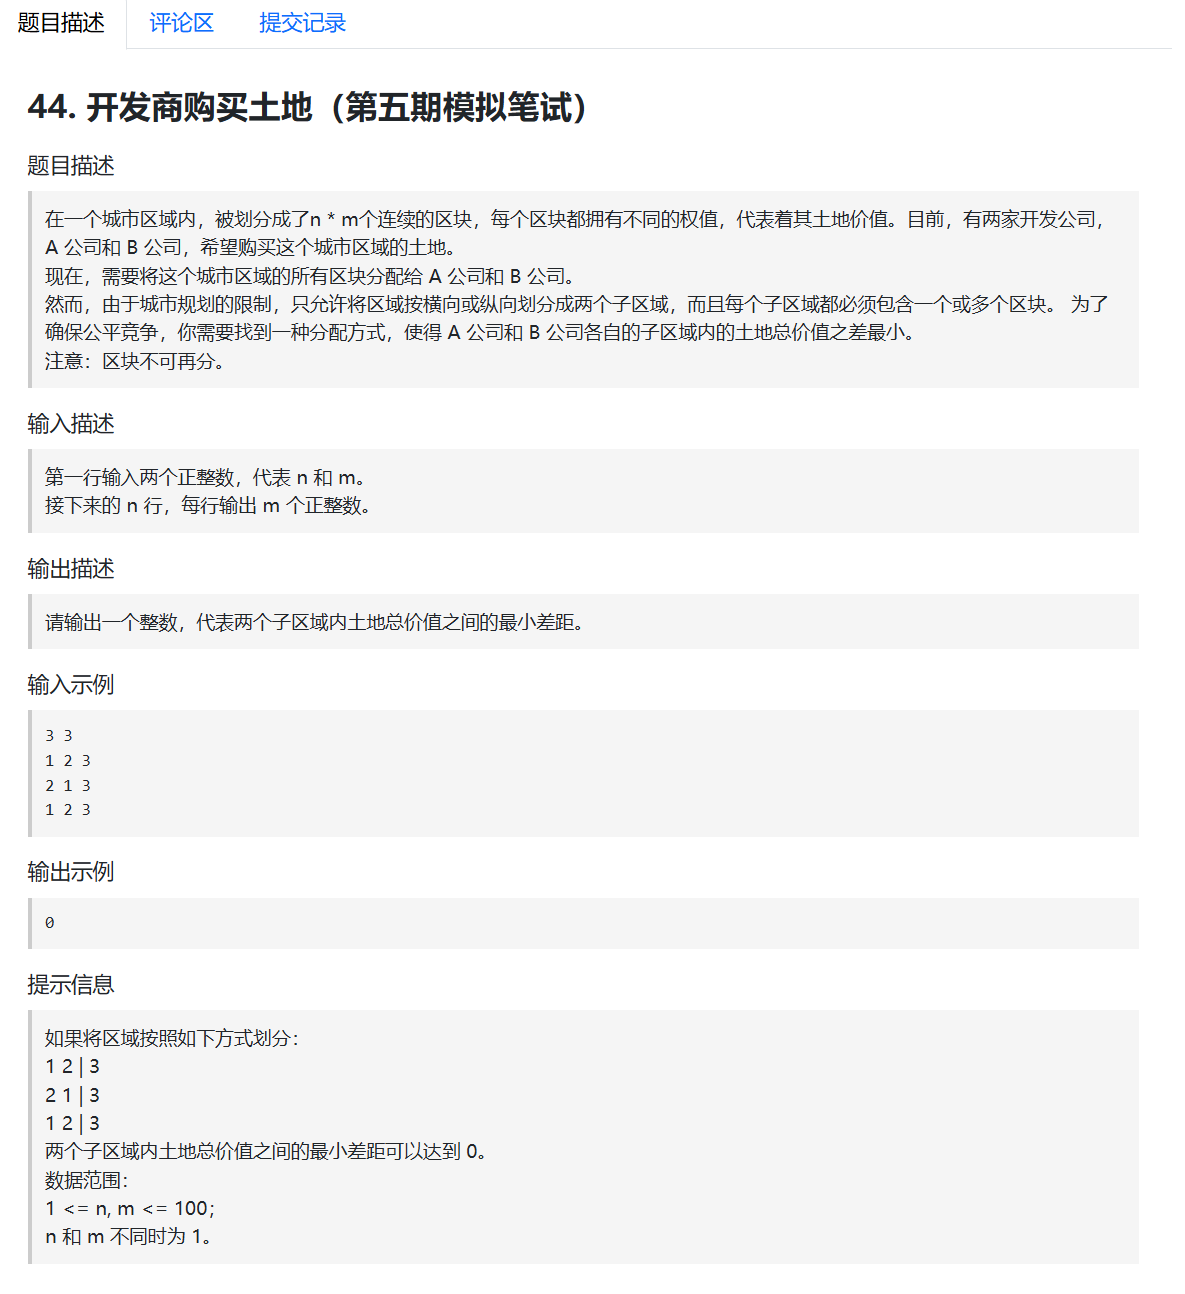 题目描述 评论区 提交记录
44. 开发商购买土地（第五期模拟笔试）
题目描述
在一个城市区域内，被划分成了n * m个连续的区块，每个区块都拥有不同的权值，代表着其土地价值。目前，有两家开发公司，
A 公司和 B 公司，希望购买这个城市区域的土地。
现在，需要将这个城市区域的所有区块分配给 A 公司和 B 公司。
然而，由于城市规划的限制，只允许将区域按横向或纵向划分成两个子区域，而且每个子区域都必须包含一个或多个区块。 为了
确保公平竞争，你需要找到一种分配方式，使得 A 公司和 B 公司各自的子区域内的土地总价值之差最小。
注意：区块不可再分。
输入描述
第一行输入两个正整数，代表 n 和 m。
接下来的 n 行，每行输出 m 个正整数。
输出描述
请输出一个整数，代表两个子区域内土地总价值之间的最小差距。
输入示例
3 3
1 2 3
2 1 3
1 2 3
输出示例
0
提示信息
如果将区域按照如下方式划分：
1 2 | 3
2 1 | 3
1 2 | 3
两个子区域内土地总价值之间的最小差距可以达到 0。
数据范围：
1 <= n, m <= 100；
n 和 m 不同时为 1。